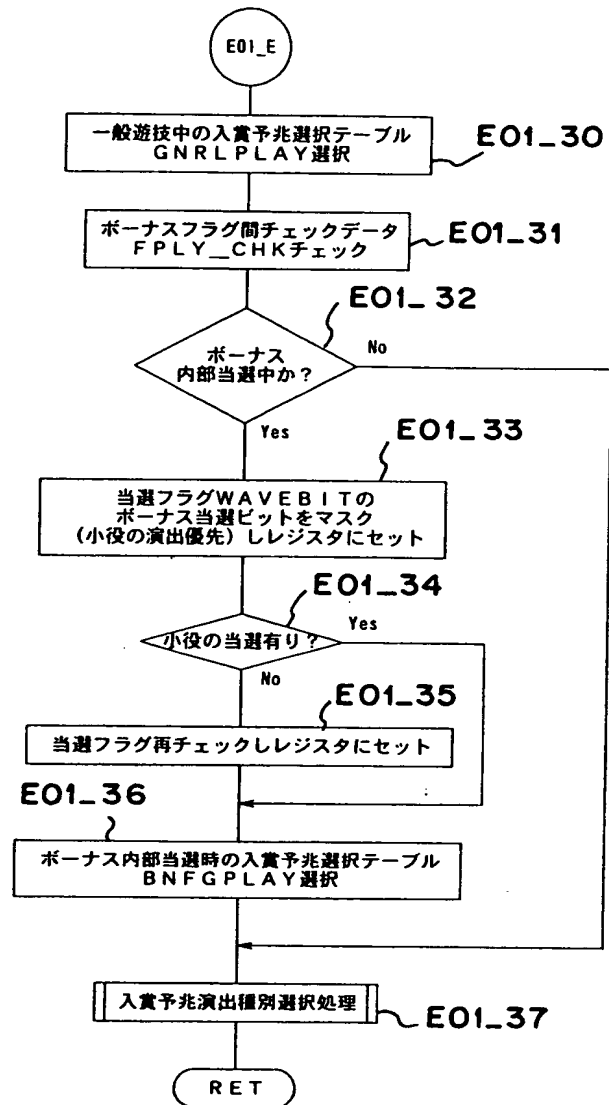 E01_E
一般遊技中の入賞予兆選択テーブル
GNRLPLAY選択
E01_30
ボーナスフラグ間チェックデータ
FPLY__CHKチェック
E01_31
E01_32
ボーナス
内部当選中か?
No
Yes
E01_33
当選フラグWAVEBITの
ボーナス当選ビットをマスク
(小役の演出優先)しレジスタにセット
E01_34
小役の当選有り?
Yes
No
E01_35
当選フラグ再チェックしレジスタにセット
E01_36
ボーナス内部当選時の入賞予兆選択テーブル
BNFGPLAY選択
入賞予兆演出種別選択処理
E01_37
RET